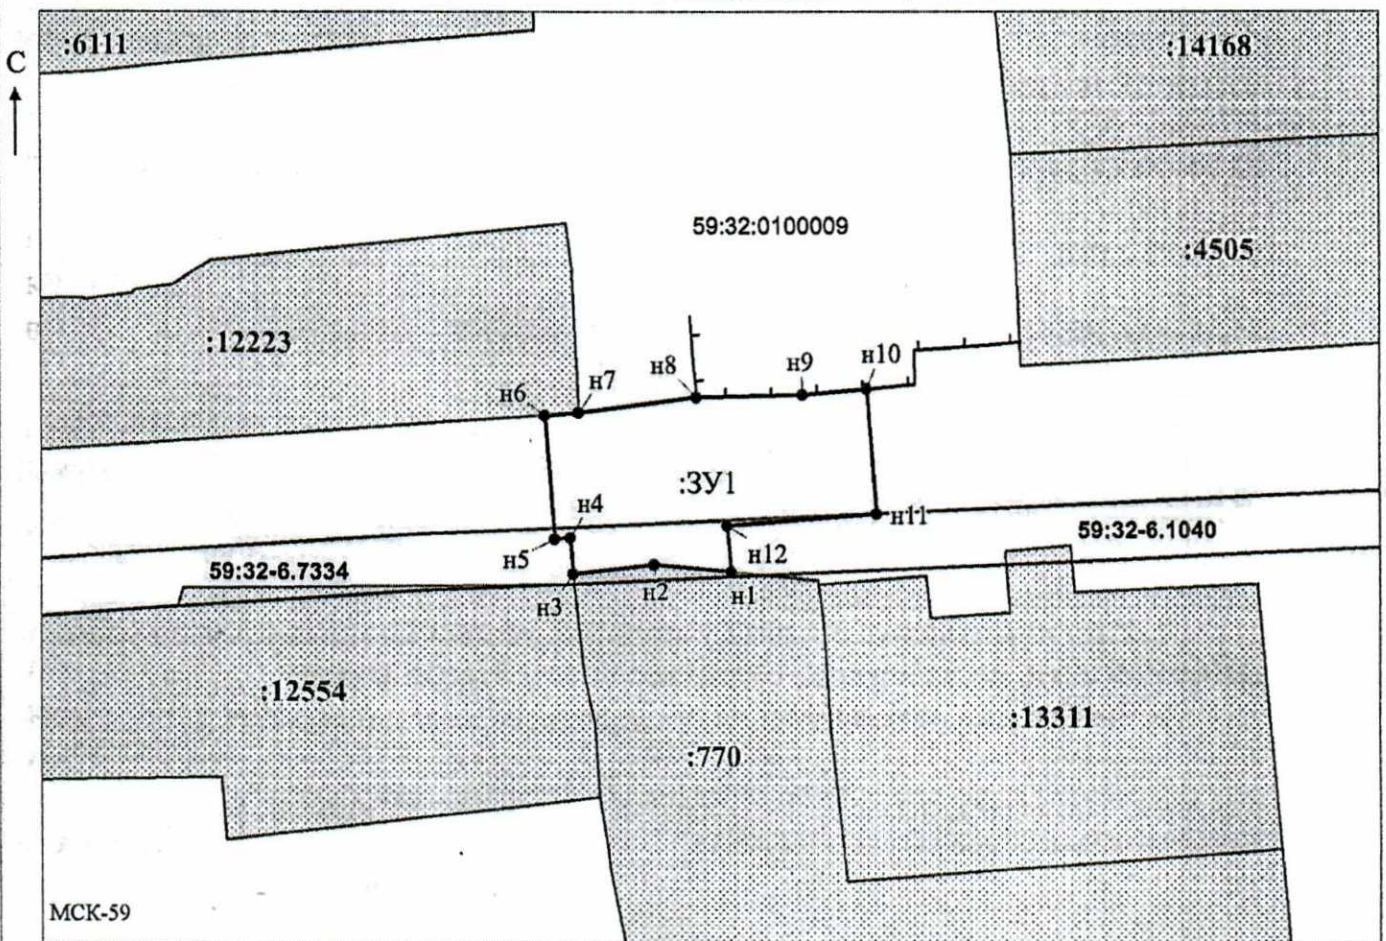 :6111
:14168
С
59:32:0100009
:4505
:12223
н10
н9
н8
н7
н6
:ЗУ1
н4
н11
59:32-6.1040
н5
н12
59:32-6.7334
н2
н1
н3
:12554
:13311
:770
МСК-59